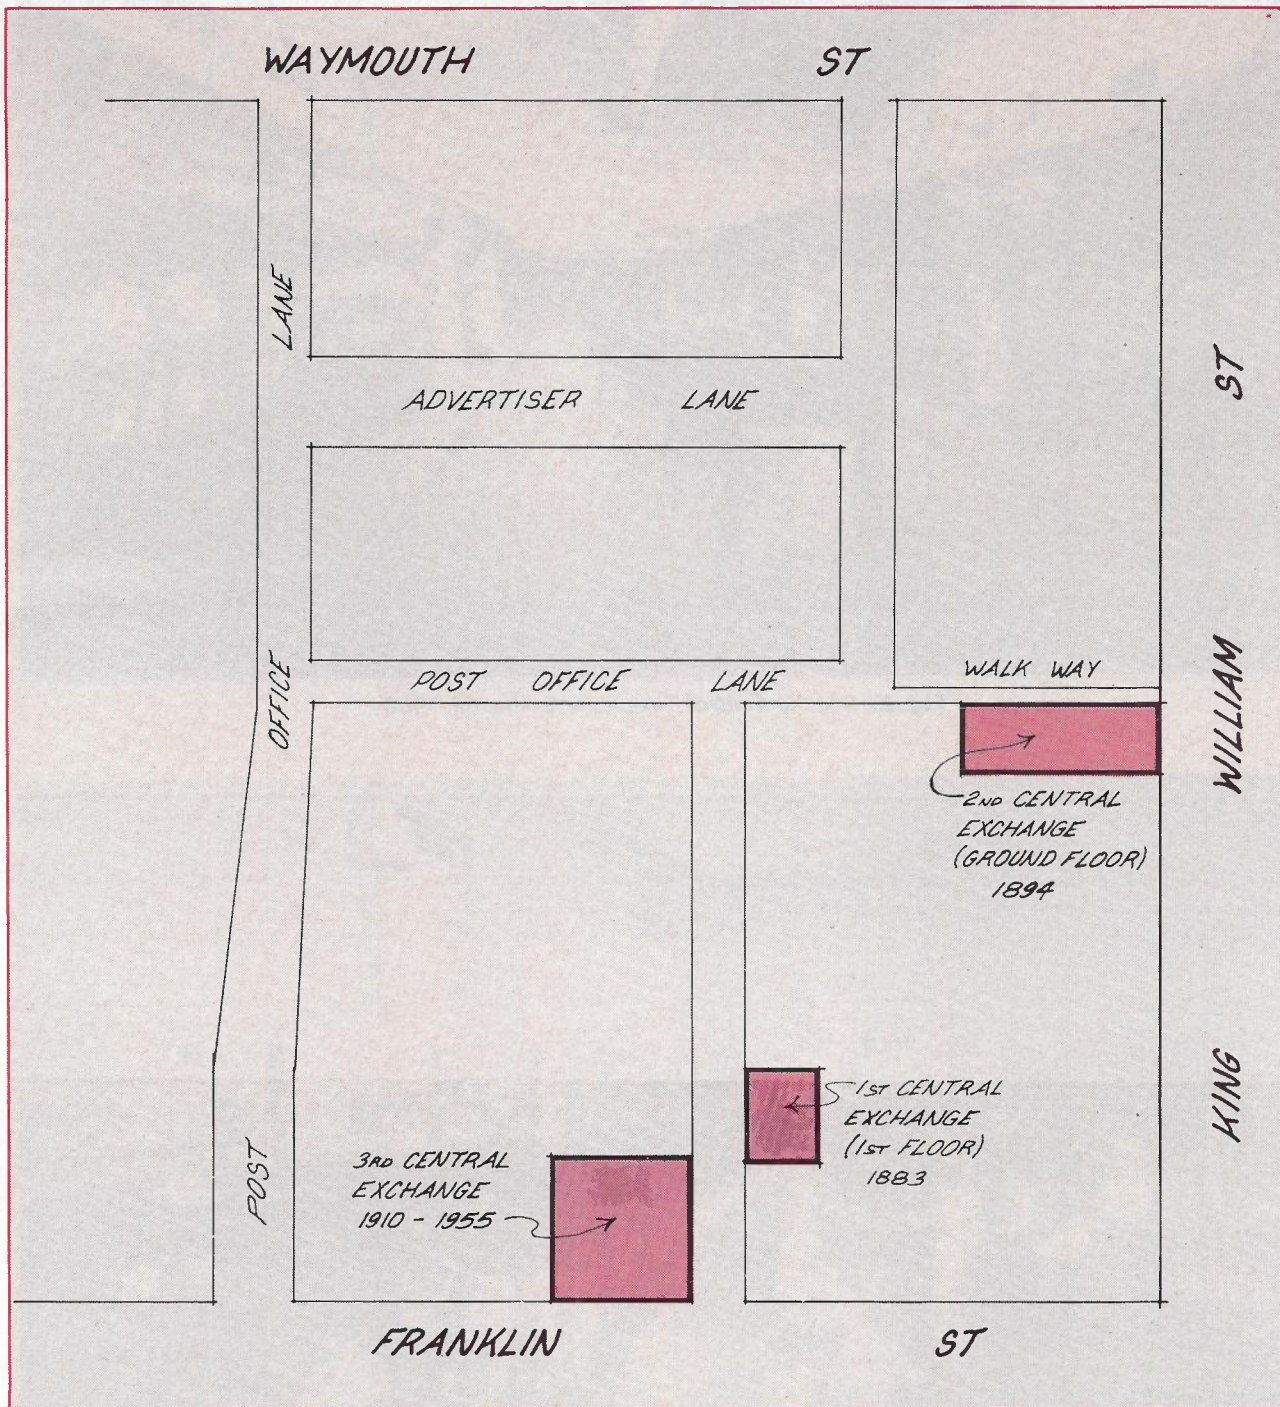 WAYMOUTH ST
LANE
ADVERTISER LANE
ST
OFFICE
POST OFFICE LANE
WALK WAY
WILLIAM
2ND CENTRAL
EXCHANGE
(GROUND FLOOR)
1894
KING
1ST CENTRAL
EXCHANGE
(1ST FLOOR)
1883
POST
3RD CENTRAL
EXCHANGE
1910 - 1955
FRANKLIN ST